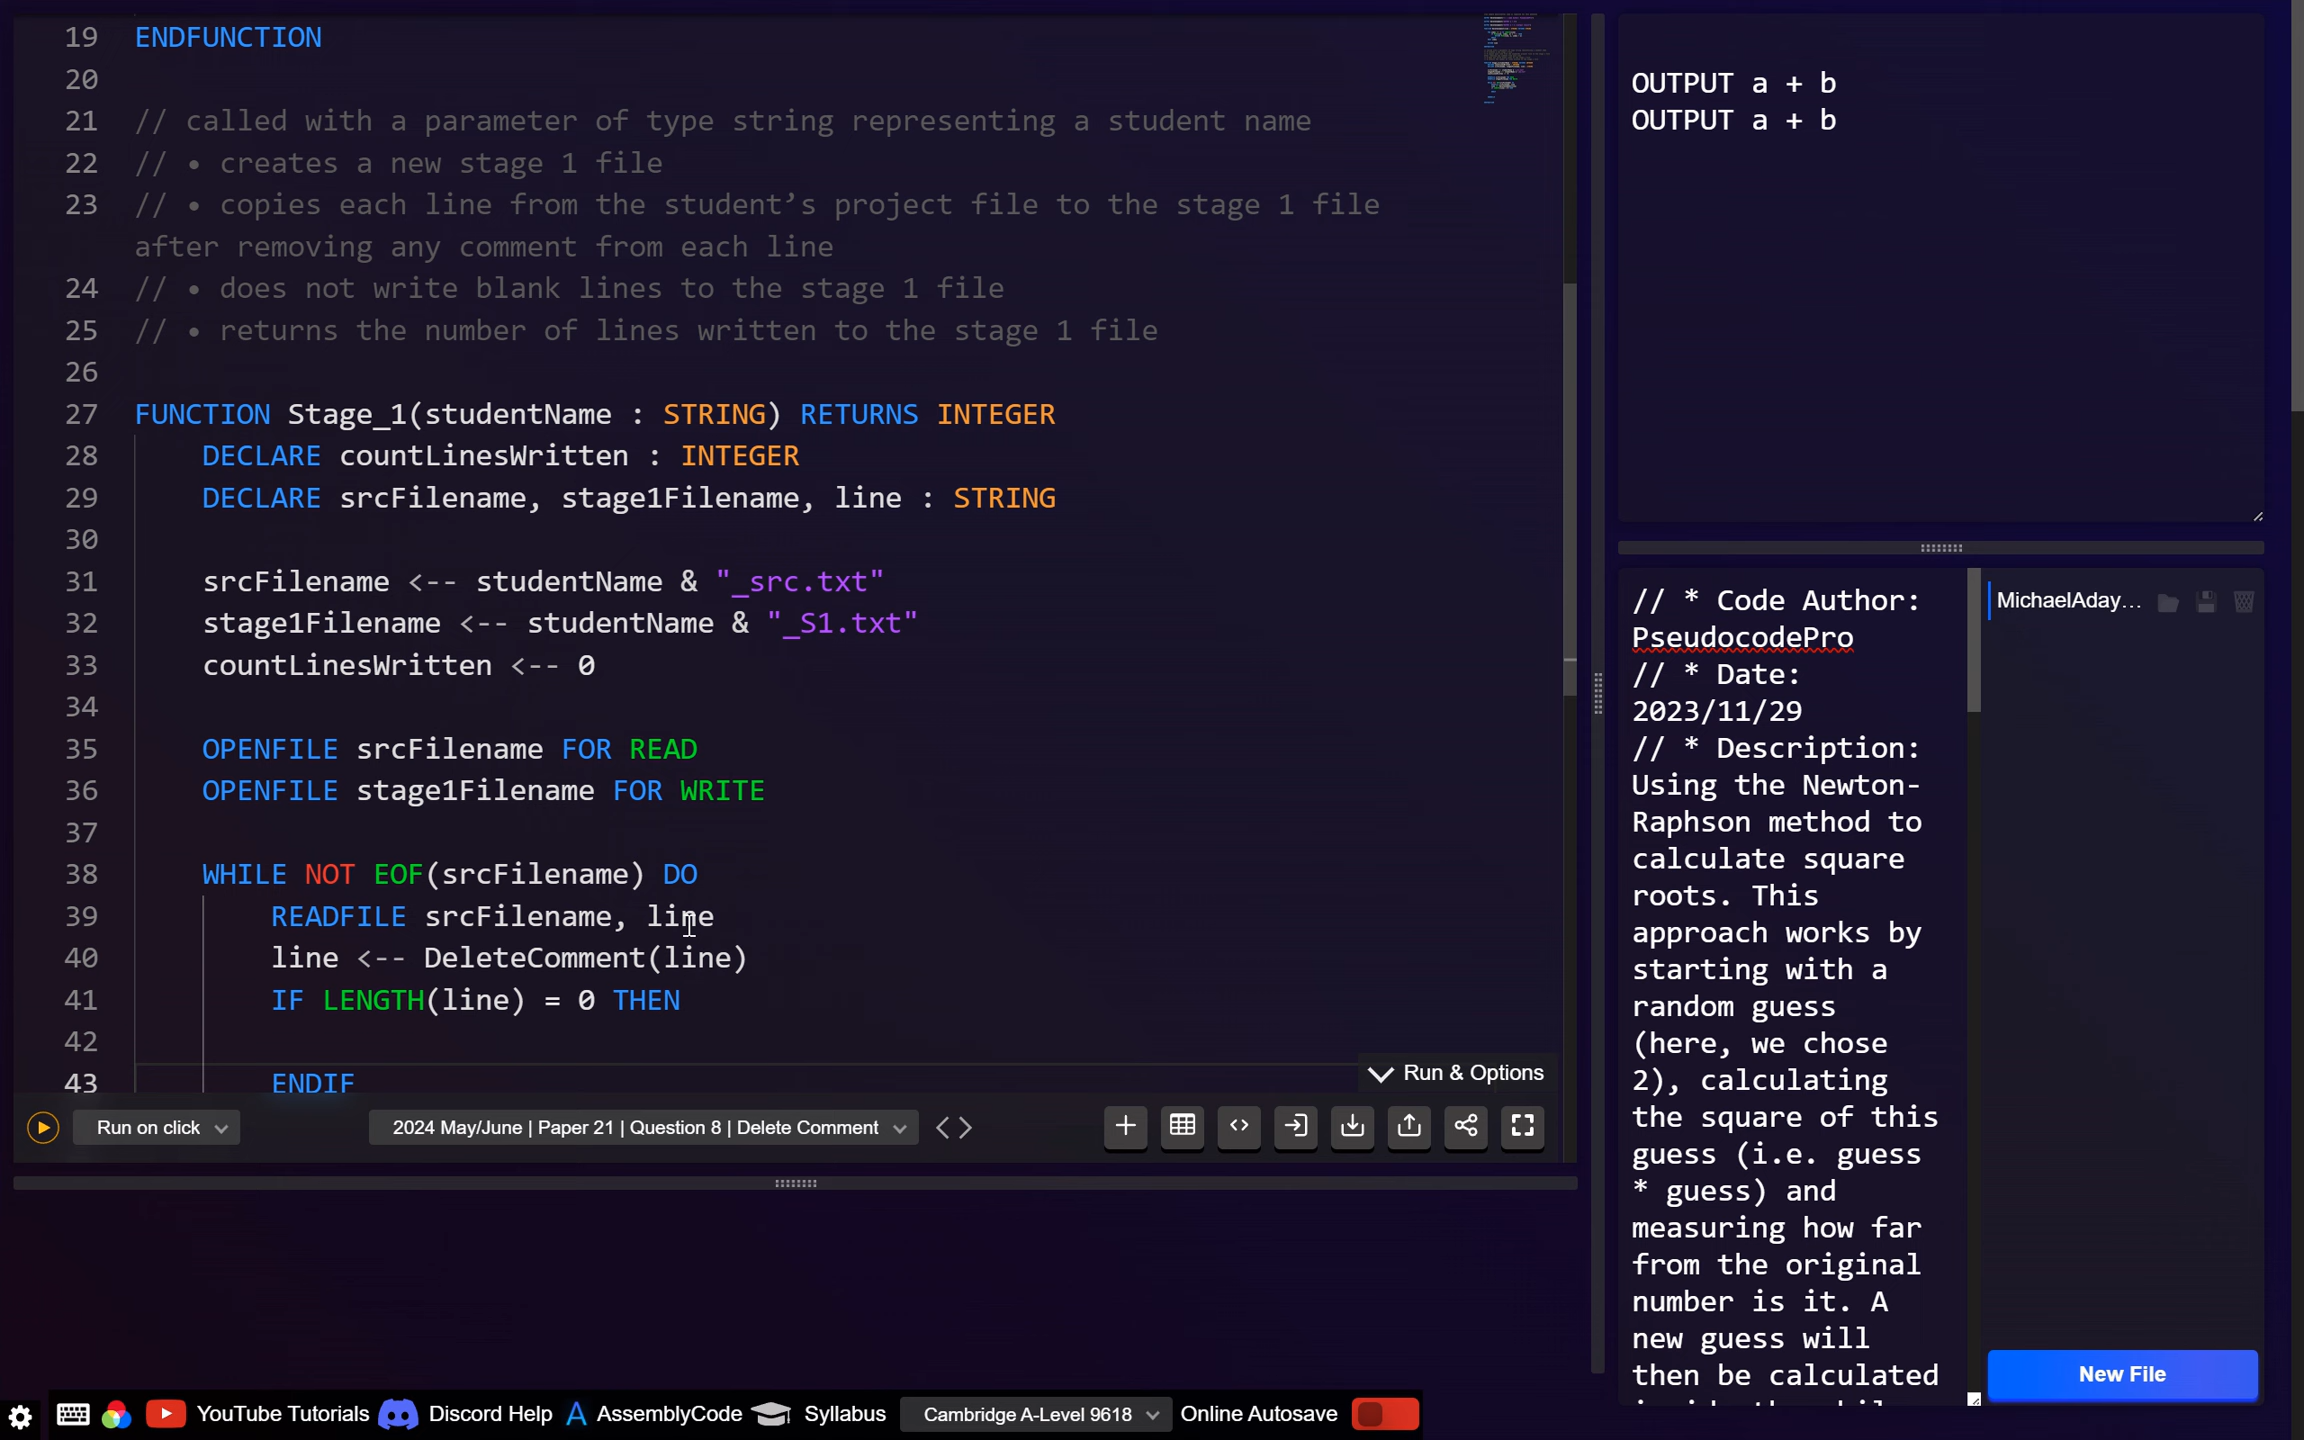 19 ENDFUNCTION
20
21 // called with a parameter of type string representing a student name
22 // • creates a new stage 1 file
23 // • copies each line from the student’s project file to the stage 1 file
after removing any comment from each line
24 // • does not write blank lines to the stage 1 file
25 // • returns the number of lines written to the stage 1 file
26
27 FUNCTION Stage_1(studentName : STRING) RETURNS INTEGER
28 DECLARE countLinesWritten : INTEGER
29 DECLARE srcFilename, stage1Filename, line : STRING
30
31 srcFilename <-- studentName & "_src.txt"
32 stage1Filename <-- studentName & "_S1.txt"
33 countLinesWritten <-- 0
34
35 OPENFILE srcFilename FOR READ
36 OPENFILE stage1Filename FOR WRITE
37
38 WHILE NOT EOF(srcFilename) DO
39 READFILE srcFilename, line
40 line <-- DeleteComment(line)
41 IF LENGTH(line) = 0 THEN
42
43 ENDIF
Run & Options
Run on click
2024 May/June | Paper 21 | Question 8 | Delete Comment
OUTPUT a + b
OUTPUT a + b
// * Code Author:
PseudocodePro
// * Date:
2023/11/29
// * Description:
Using the Newton-
Raphson method to
calculate square
roots. This
approach works by
starting with a
random guess
(here, we chose
2), calculating
the square of this
guess (i.e. guess
* guess) and
measuring how far
from the original
number is it. A
new guess will
then be calculated
MichaelAday...
New File
YouTube Tutorials
Discord Help
AssemblyCode
Syllabus
Cambridge A-Level 9618
Online Autosave